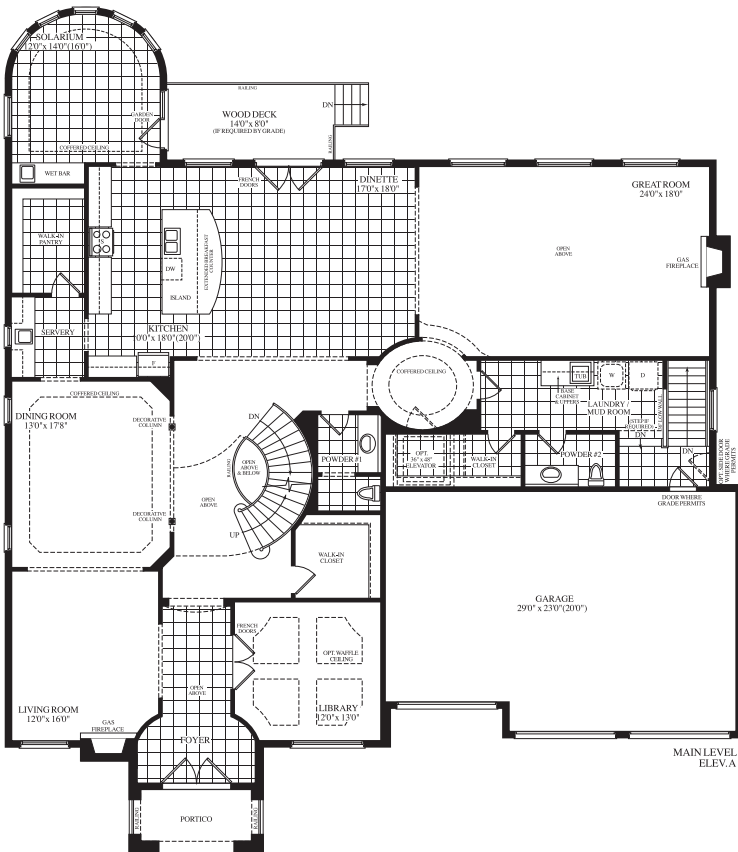 SOLARIUM
12'0"x 14'0"(16'0")
RAILING
WOOD DECK
14'0"x 8'0"
(IF REQUIRED BY GRADE)
DN
RAILING
GARDEN
DOOR
COFFERED CEILING
WET BAR
FRENCH
DOORS
DINETTE
17'0"x 18'0"
GREAT ROOM
24'0"x 18'0"
WALK-IN
PANTRY
S
DW
EXTENDED BREAKFAST
COUNTER
ISLAND
OPEN
ABOVE
GAS
FIREPLACE
SERVERY
KITCHEN
10'0"x 18'0"(20'0")
F
COFFERED CEILING
COFFERED CEILING
DINING ROOM
13'0"x 17'8"
DECORATIVE
COLUMN
DN
OPEN
ABOVE
& BELOW
RAILING
OPEN
ABOVE
UP
DECORATIVE
COLUMN
POWDER #1
OPT.
36"x 48"
ELEVATOR
WALK-IN
CLOSET
TUB
W
D
BASE
CABINET
& UPPERS
LAUNDRY /
MUD ROOM
LOW WALL
(STEP IF
REQUIRED)
DN
POWDER #2
DN
OPT. SIDE DOOR
WHERE GRADE
PERMITS
DOOR WHERE
GRADE PERMITS
WALK-IN
CLOSET
GARAGE
29'0" x 23'0"(20'0")
FRENCH
DOORS
OPT. WAFFLE
CEILING
OPEN
ABOVE
LIVING ROOM
12'0"x 16'0"
GAS
FIREPLACE
LIBRARY
12'0"x 13'0"
FOYER
MAIN LEVEL
ELEV. A
RAILING
PORTICO
RAILING